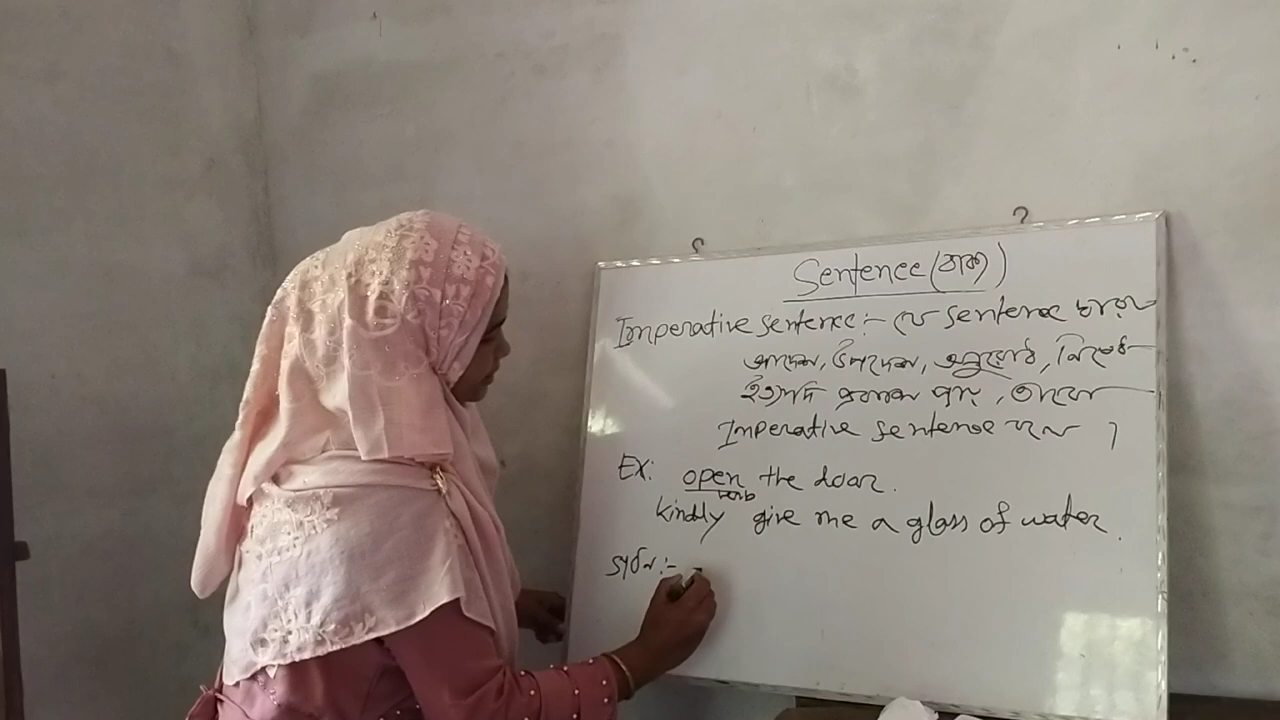 Sentence (বাক্য)
Imperative sentence:- যে sentence দ্বারা
আদেশ, উপদেশ, অনুরোধ, নিষেধ
ইত্যাদি প্রকাশ পায়, তাকে
Imperative sentence বলে ।
EX: open the doar.
verb
kindly give me a glass of water.
গঠন:-